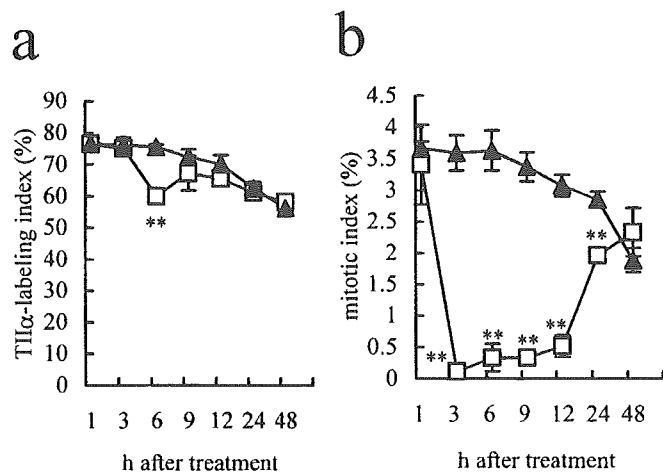 a
TIIα-labeling index (%)
90
80
70
60
50
40
30
20
10
0
**
1 3 6 9 12 24 48
h after treatment
b
mitotic index (%)
4.5
4
3.5
3
2.5
2
1.5
1
0.5
0
** ** ** ** **
1 3 6 9 12 24 48
h after treatment